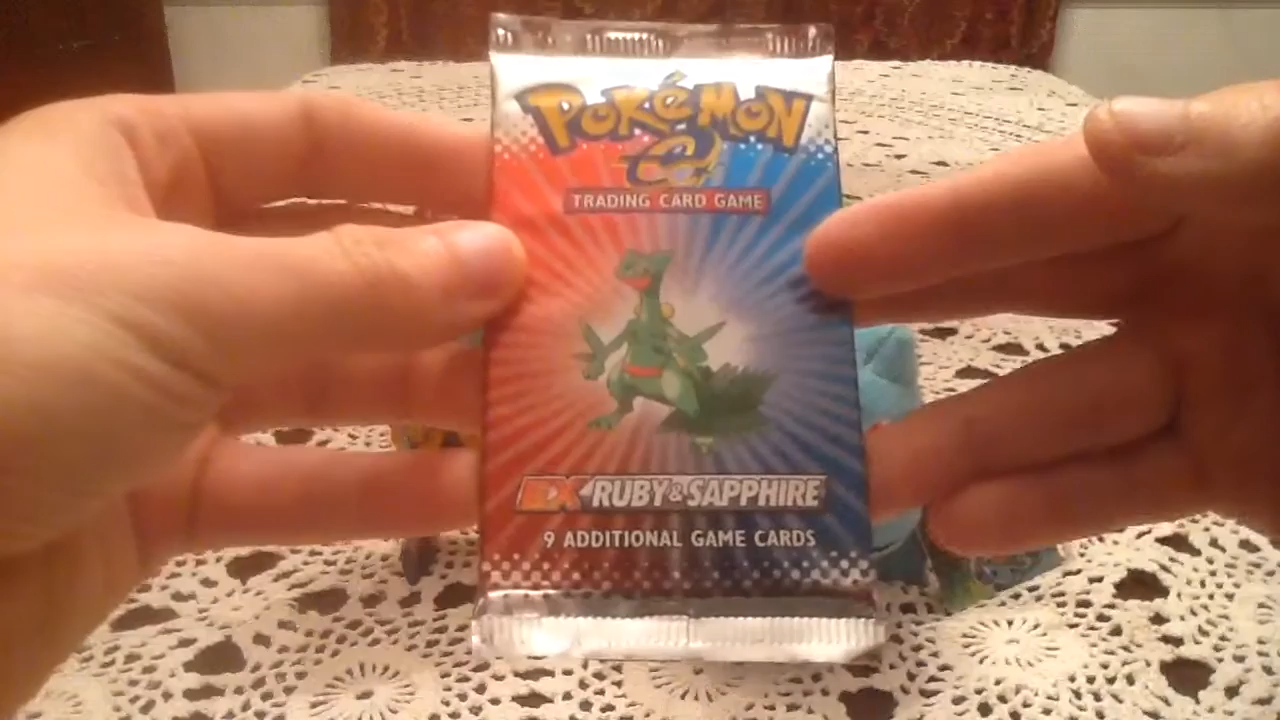 POKéMON
e
TRADING CARD GAME
EX RUBY & SAPPHIRE
9 ADDITIONAL GAME CARDS